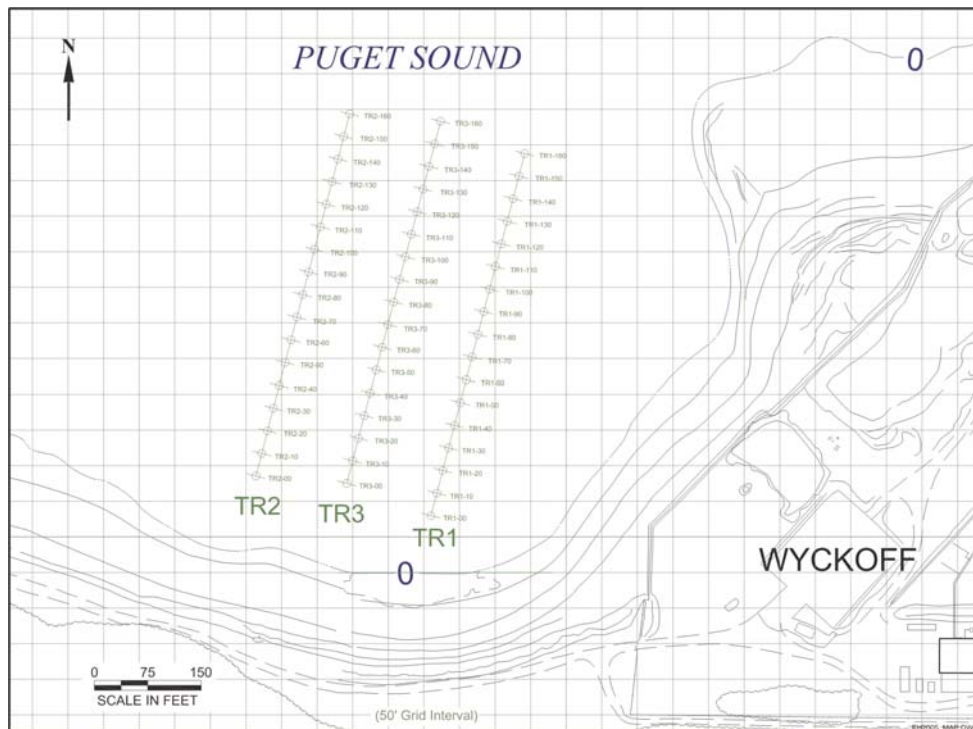 N
PUGET SOUND
0
TR2-160
TR2-150
TR2-140
TR2-130
TR2-120
TR2-110
TR2-100
TR2-90
TR2-80
TR2-70
TR2-60
TR2-50
TR2-40
TR2-30
TR2-20
TR2-10
TR2-00
TR2
TR3-160
TR3-150
TR3-140
TR3-130
TR3-120
TR3-110
TR3-100
TR3-90
TR3-80
TR3-70
TR3-60
TR3-50
TR3-40
TR3-30
TR3-20
TR3-10
TR3-00
TR3
TR1-160
TR1-150
TR1-140
TR1-130
TR1-120
TR1-110
TR1-100
TR1-90
TR1-80
TR1-70
TR1-60
TR1-50
TR1-40
TR1-30
TR1-20
TR1-10
TR1-00
TR1
WYCKOFF
0
0 75 150
SCALE IN FEET
(50' Grid Interval)